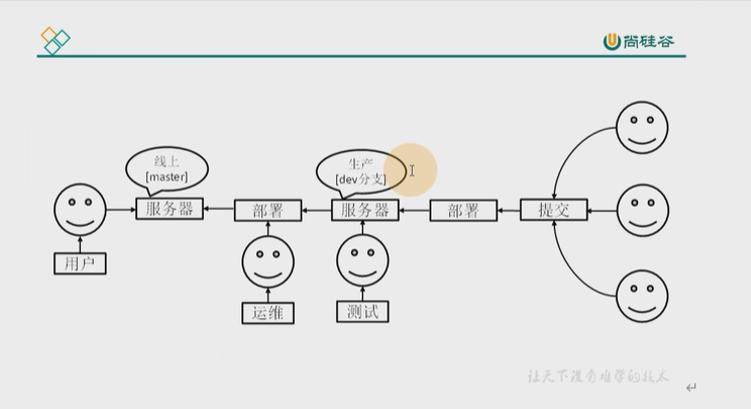 尚硅谷
线上
[master]
生产
[dev分支]
服务器
部署
服务器
部署
提交
用户
运维
测试
让天下没有难学的技术